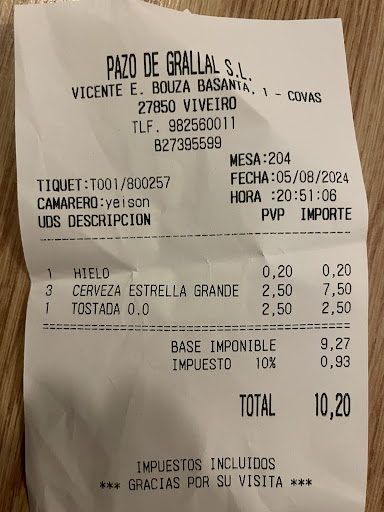 PAZO DE GRALLAL S.L.
VICENTE E. BOUZA BASANTA, 1 - COVAS
27850 VIVEIRO
TLF. 982560011
B27395599
MESA:204
TIQUET:T001/800257 FECHA:05/08/2024
CAMARERO:yeison HORA :20:51:06
UDS DESCRIPCION PVP IMPORTE
1 HIELO 0,20 0,20
3 CERVEZA ESTRELLA GRANDE 2,50 7,50
1 TOSTADA 0.0 2,50 2,50
BASE IMPONIBLE 9,27
IMPUESTO 10% 0,93
TOTAL 10,20
IMPUESTOS INCLUIDOS
*** GRACIAS POR SU VISITA ***